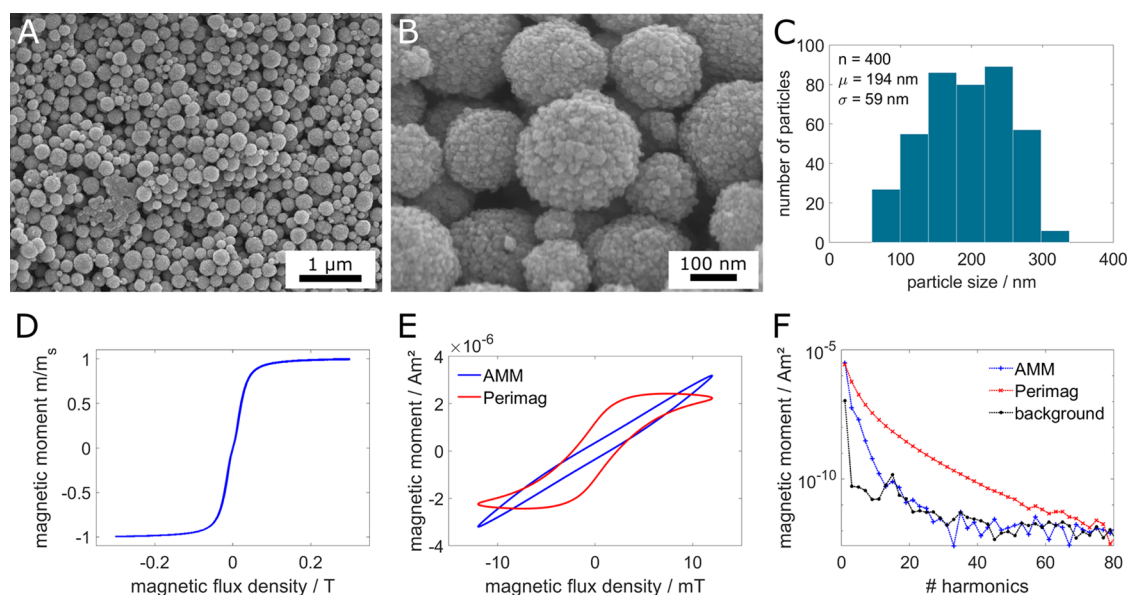 A
1 µm
B
100 nm
C
n = 400
μ = 194 nm
σ = 59 nm
number of particles
100
80
60
40
20
0
0 100 200 300 400
particle size / nm
D
magnetic moment m/mₛ
1
0.5
0
-0.5
-1
-0.2 0 0.2
magnetic flux density / T
E
×10⁻⁶
magnetic moment / Am²
4
2
0
-2
-4
AMM
Perimag
-10 0 10
magnetic flux density / mT
F
magnetic moment / Am²
10⁻⁵
10⁻¹⁰
AMM
Perimag
background
0 20 40 60 80
# harmonics